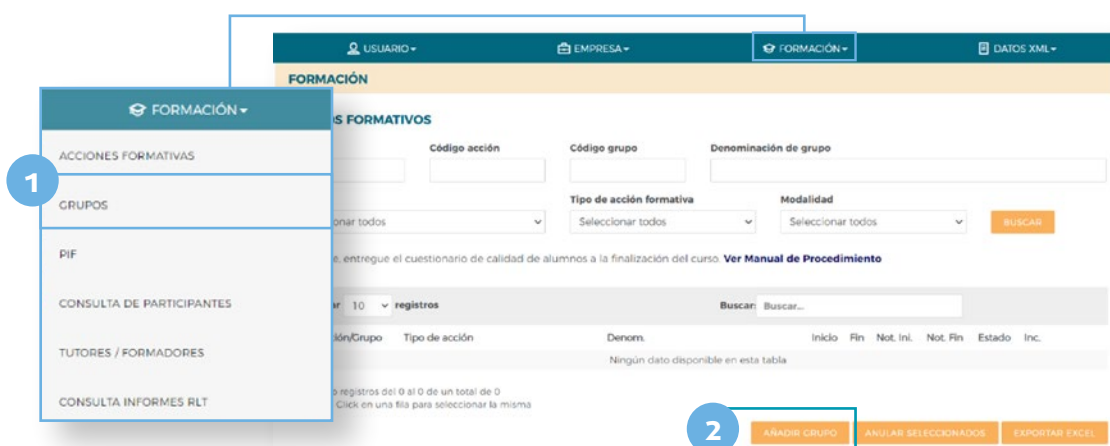 USUARIO
EMPRESA
FORMACIÓN
DATOS XML
FORMACIÓN
FORMACIÓN
S FORMATIVOS
Código acción
Código grupo
Denominación de grupo
ACCIONES FORMATIVAS
1
GRUPOS
Tipo de acción formativa
Modalidad
onar todos
Seleccionar todos
Seleccionar todos
BUSCAR
PIF
e, entregue el cuestionario de calidad de alumnos a la finalización del curso. Ver Manual de Procedimiento
CONSULTA DE PARTICIPANTES
ar 10 registros
Buscar: Buscar...
ión/Grupo Tipo de acción Denom. Inicio Fin Not. Ini. Not. Fin Estado Inc.
TUTORES / FORMADORES
Ningún dato disponible en esta tabla
CONSULTA INFORMES RLT
o registros del 0 al 0 de un total de 0
Click en una fila para seleccionar la misma
2
AÑADIR GRUPO
ANULAR SELECCIONADOS
EXPORTAR EXCEL